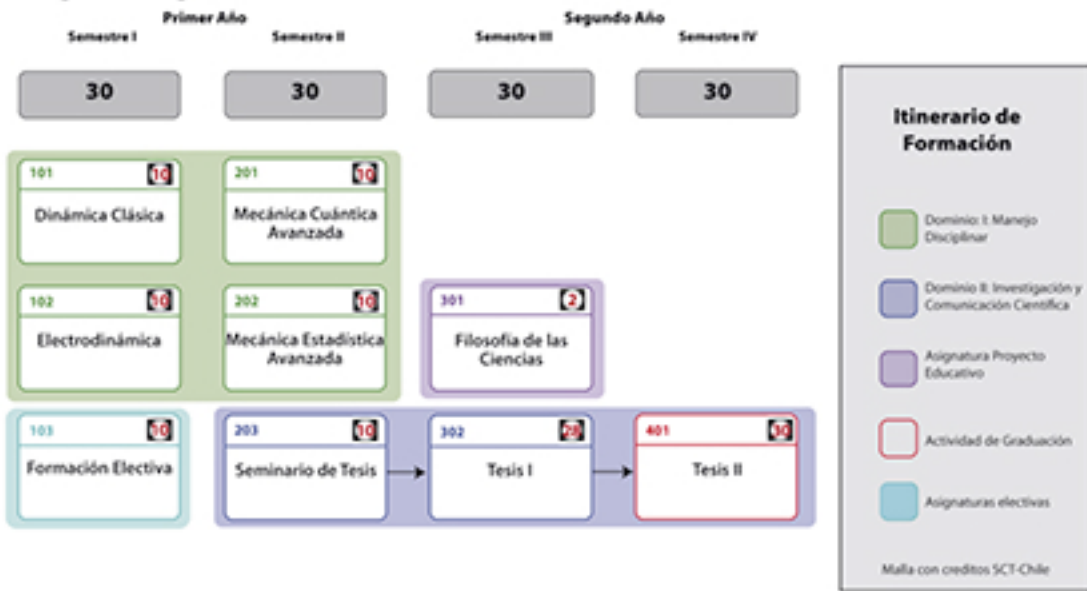 Primer Año
Segundo Año
Semestre I
Semestre II
Semestre III
Semestre IV
30
30
30
30
101
10
Dinámica Clásica
201
10
Mecánica Cuántica
Avanzada
102
10
Electrodinámica
202
10
Mecánica Estadística
Avanzada
301
2
Filosofía de las
Ciencias
103
10
Formación Electiva
203
10
Seminario de Tesis
302
28
Tesis I
401
30
Tesis II
Itinerario de
Formación
Dominio: I: Manejo
Disciplinar
Dominio II: Investigación y
Comunicación Científica
Asignatura Proyecto
Educativo
Actividad de Graduación
Asignaturas electivas
Malla con creditos SCT-Chile